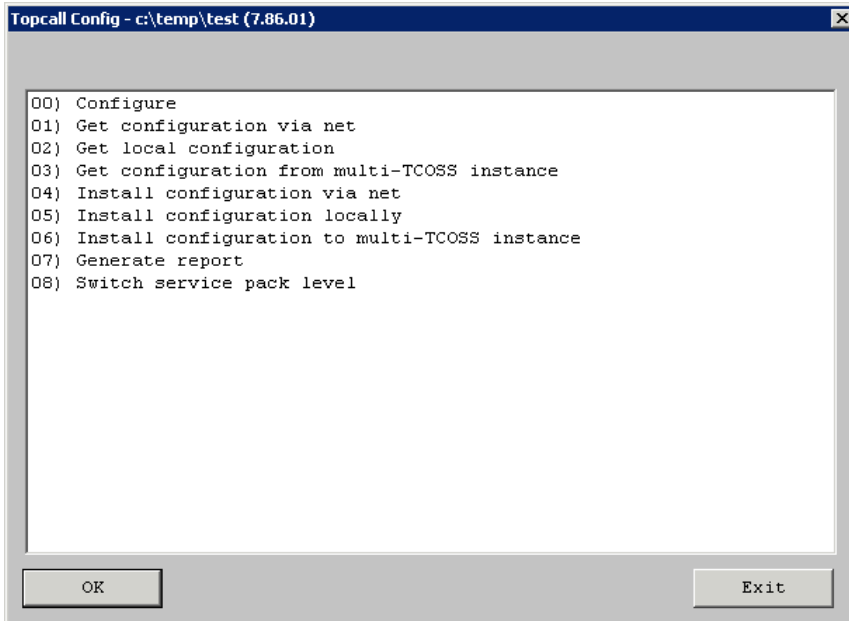 Topcall Config - c:\temp\test (7.86.01)
00) Configure
01) Get configuration via net
02) Get local configuration
03) Get configuration from multi-TCOSS instance
04) Install configuration via net
05) Install configuration locally
06) Install configuration to multi-TCOSS instance
07) Generate report
08) Switch service pack level
OK
Exit